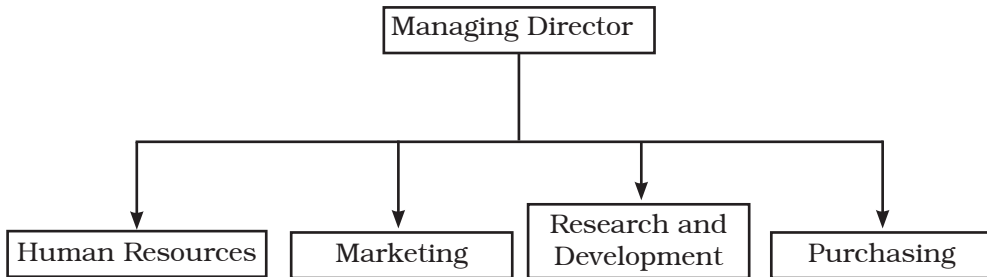 Managing Director
Human Resources
Marketing
Research and
Development
Purchasing